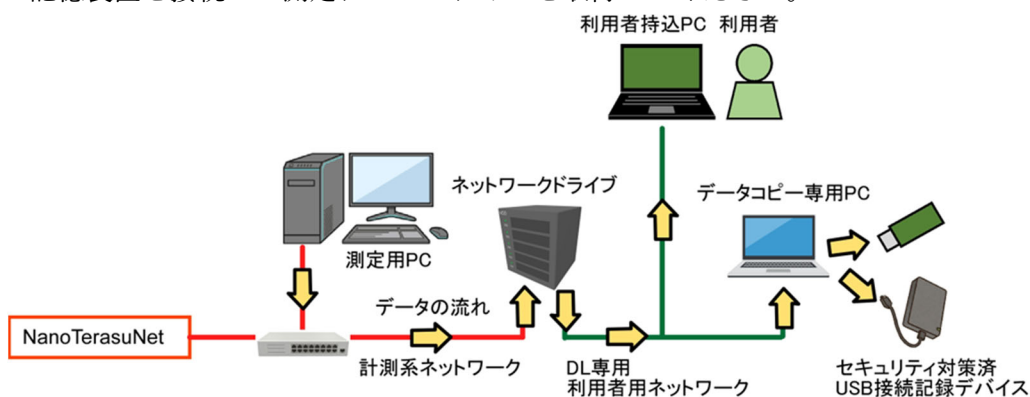 利用者持込PC 利用者
ネットワークドライブ
データコピー専用PC
測定用PC
データの流れ
NanoTerasuNet
計測系ネットワーク
DL専用
利用者用ネットワーク
セキュリティ対策済
USB接続記録デバイス